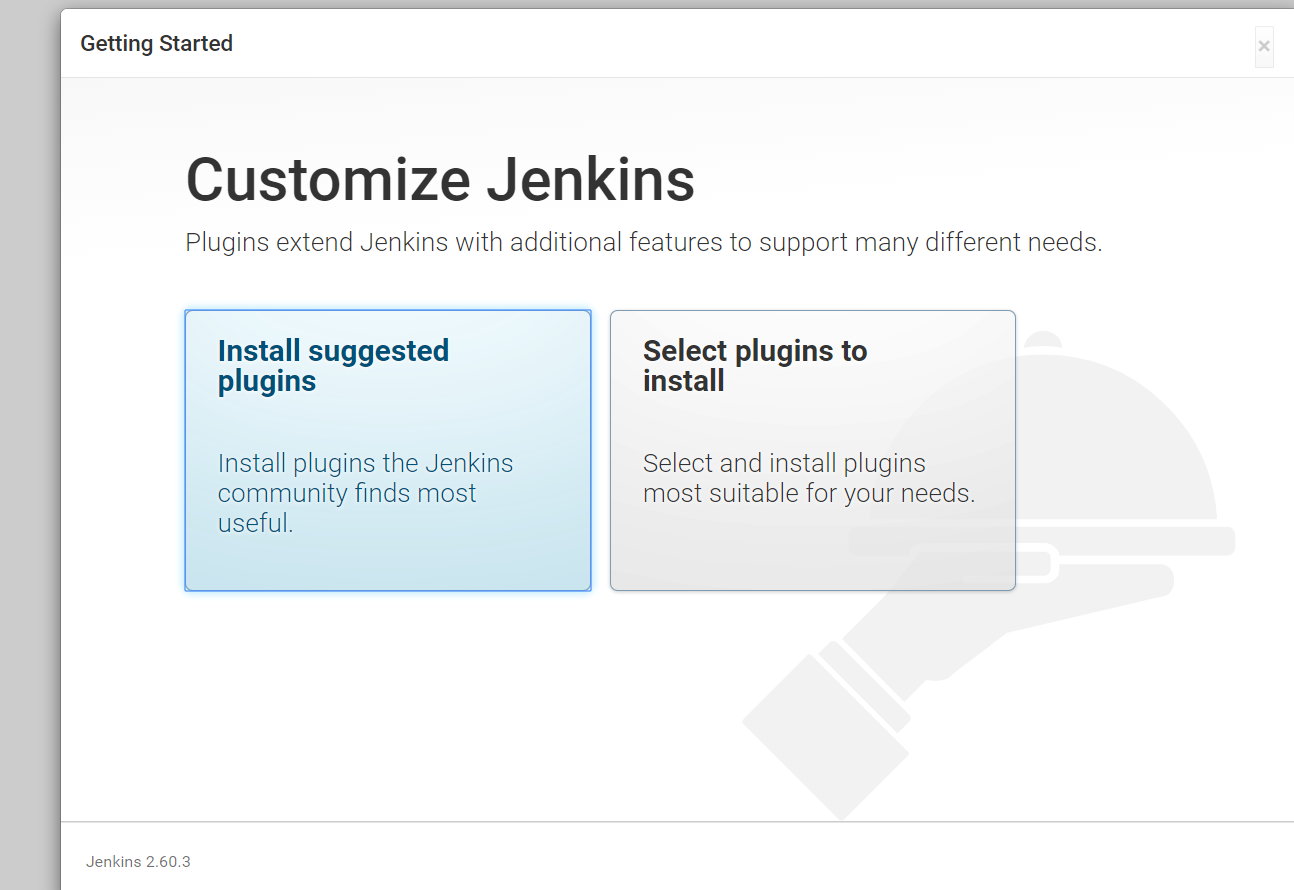 Getting Started
×
Customize Jenkins
Plugins extend Jenkins with additional features to support many different needs.
Install suggested
plugins
Install plugins the Jenkins
community finds most
useful.
Select plugins to
install
Select and install plugins
most suitable for your needs.
Jenkins 2.60.3